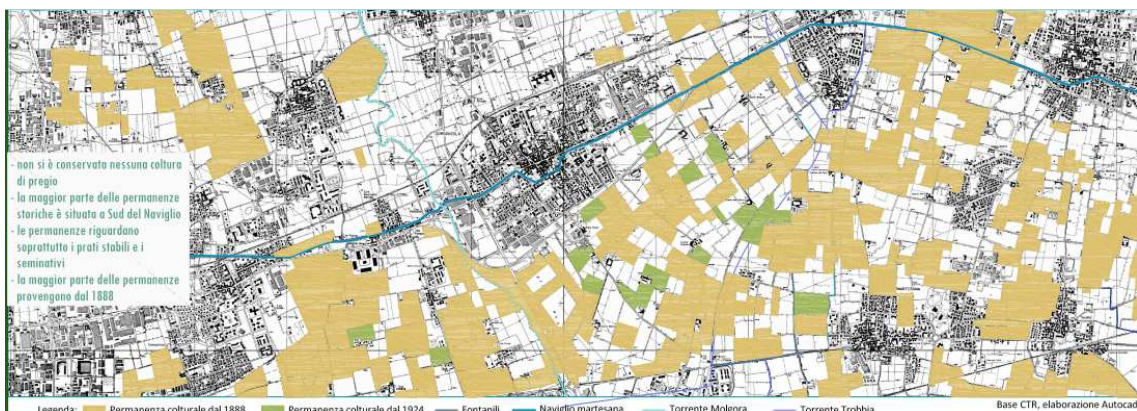 - non si è conservata nessuna coltura
di pregio
- la maggior parte delle permanenze
storiche è situata a Sud del Naviglio
- le permanenze riguardano
soprattutto i prati stabili e i
seminativi
- la maggior parte delle permanenze
provengono dal 1888
Legenda: Permanenza colturale dal 1888 Permanenza colturale dal 1924 Fontanili Naviglio martesana Torrente Molgora Torrente Trobbia
Base CTR, elaborazione Autocad